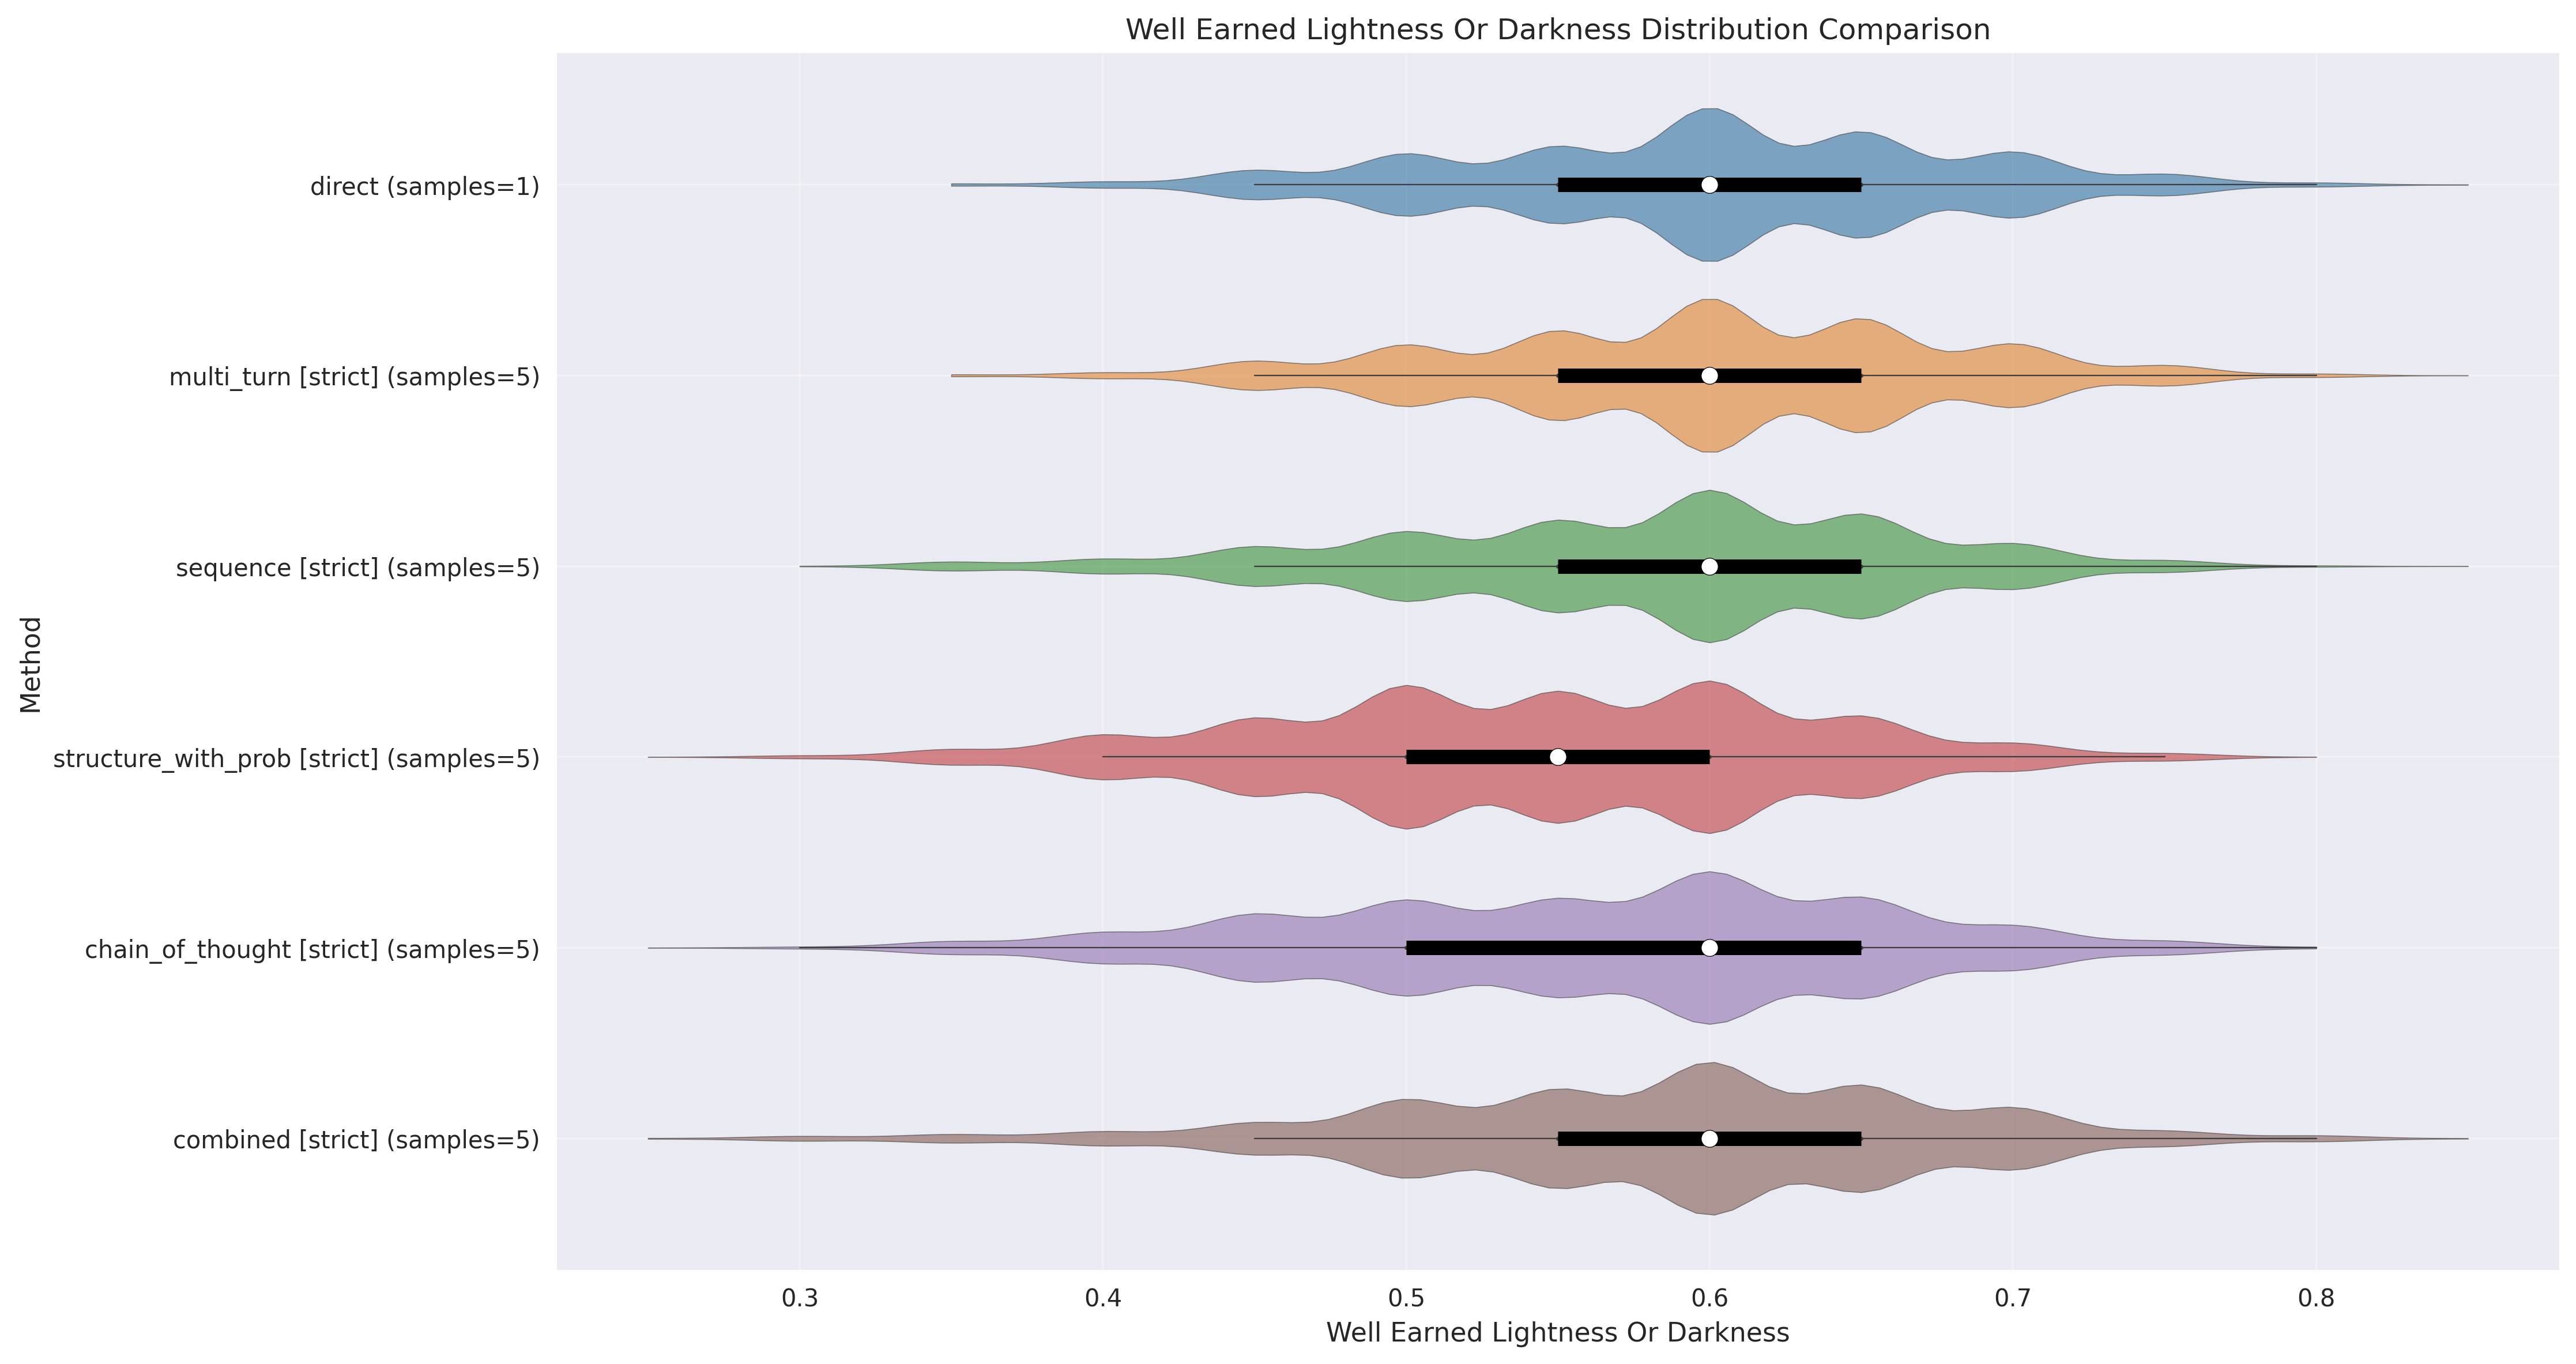 Well Earned Lightness Or Darkness Distribution Comparison
direct (samples=1)
multi_turn [strict] (samples=5)
sequence [strict] (samples=5)
structure_with_prob [strict] (samples=5)
chain_of_thought [strict] (samples=5)
combined [strict] (samples=5)
Method
0.3 0.4 0.5 0.6 0.7 0.8
Well Earned Lightness Or Darkness